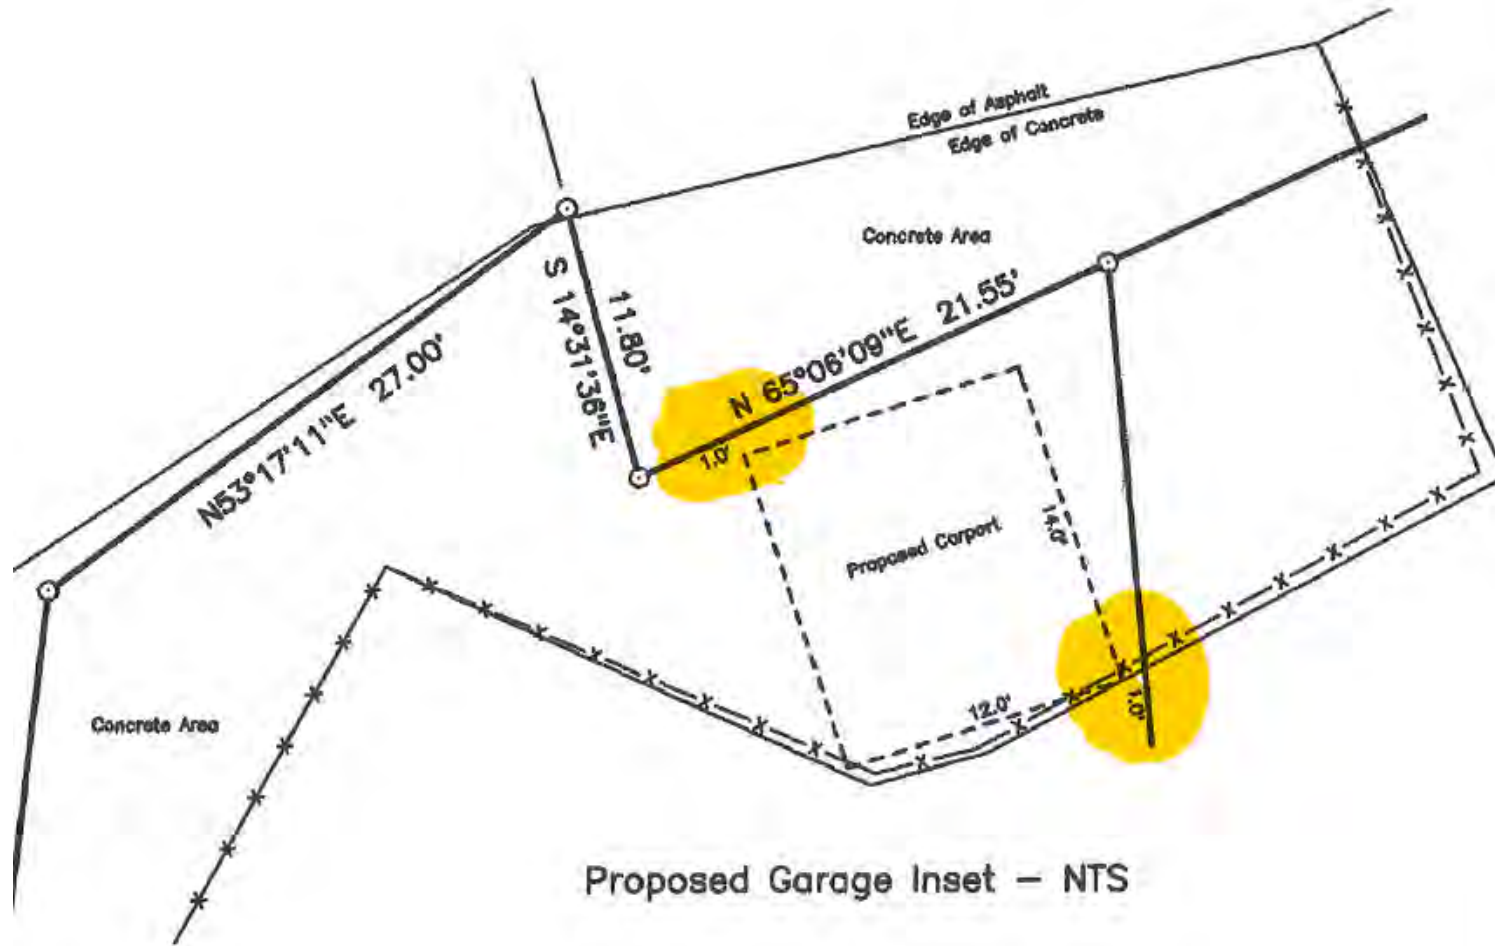 Edge of Asphalt
Edge of Concrete
Concrete Area
S 14°31'36"E
11.80'
N 65°06'09"E 21.55'
N53°17'11"E 27.00'
1.0'
14.0'
Proposed Carport
12.0'
1.0'
Concrete Area
Proposed Garage Inset – NTS